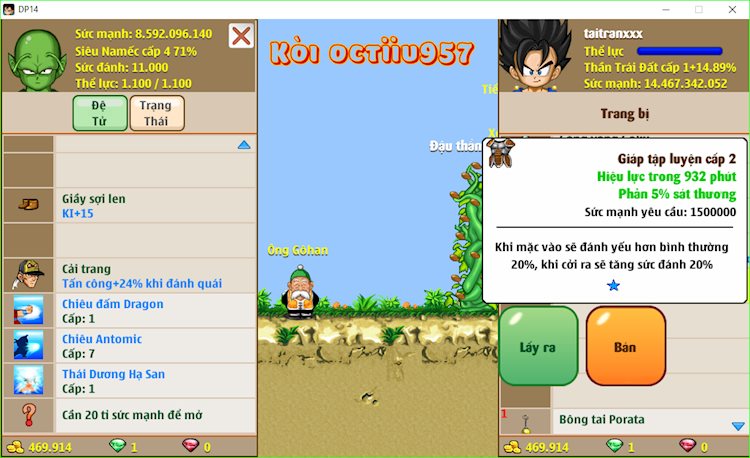 DP14
Sức mạnh: 8.592.096.140
Siêu Namếc cấp 4 71%
Sức đánh: 11.000
Thể lực: 1.100 / 1.100
Đệ
Tử
Trạng
Thái
Giầy sợi len
KI+15
Cải trang
Tấn công+24% khi đánh quái
Chiêu đấm Dragon
Cấp: 1
Chiêu Antomic
Cấp: 7
Thái Dương Hạ San
Cấp: 1
Cần 20 tỉ sức mạnh để mở
469.914
1
0
Kòi octiiu957
Đậu thần
Ông Gôhan
taitranxxx
Thể lực
Thần Trái Đất cấp 1+14.89%
Sức mạnh: 14.467.342.052
Trang bị
Giáp tập luyện cấp 2
Hiệu lực trong 932 phút
Phản 5% sát thương
Sức mạnh yêu cầu: 1500000
Khi mặc vào sẽ đánh yếu hơn bình thường
20%, khi cởi ra sẽ tăng sức đánh 20%
Lấy ra
Bán
1
Bông tai Porata
469.914
1
0